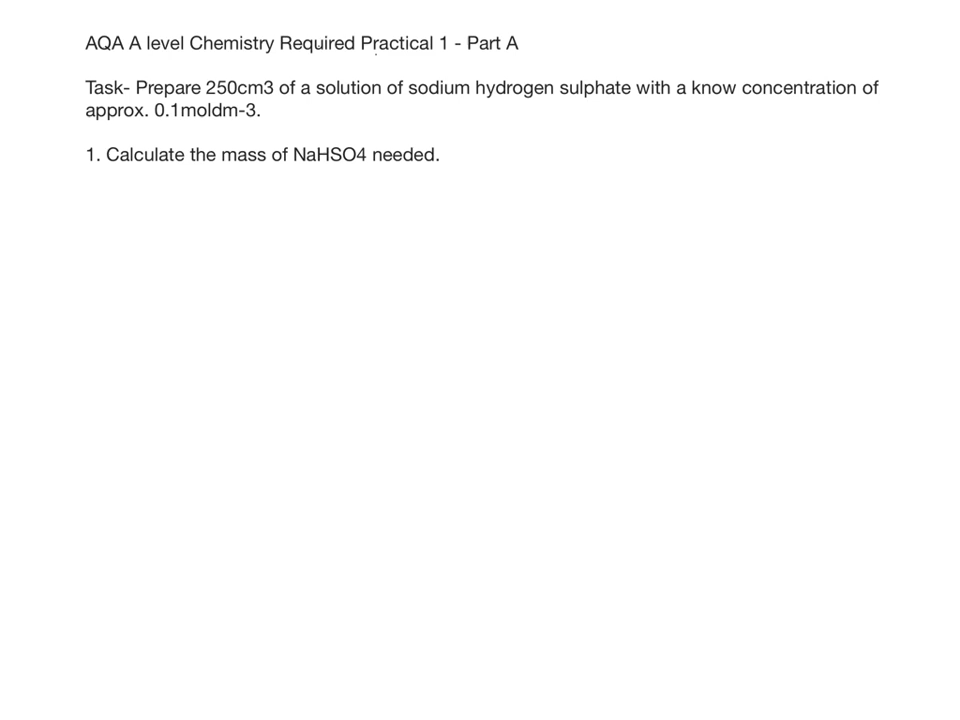 AQA A level Chemistry Required Practical 1 - Part A
Task- Prepare 250cm3 of a solution of sodium hydrogen sulphate with a know concentration of
approx. 0.1moldm-3.
1. Calculate the mass of NaHSO4 needed.